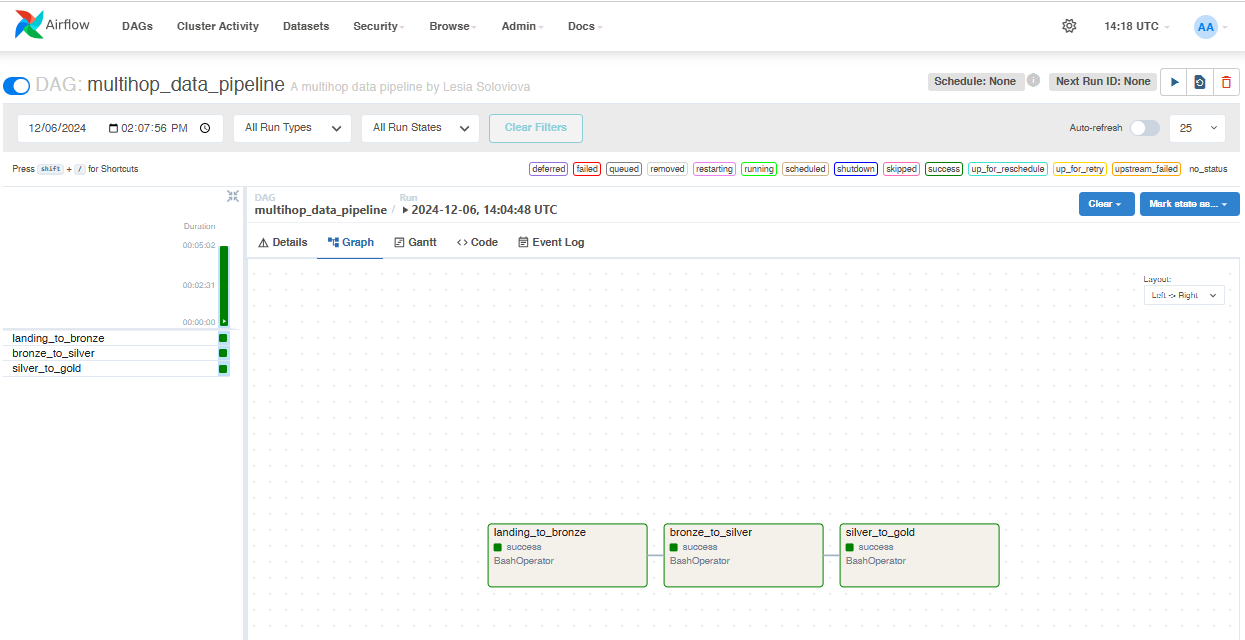 Airflow DAGs Cluster Activity Datasets Security Browse Admin Docs 14:18 UTC AA
DAG: multihop_data_pipeline A multihop data pipeline by Lesia Soloviova Schedule: None Next Run ID: None
12/06/2024 02:07:56 PM All Run Types All Run States Clear Filters Auto-refresh 25
Press shift + / for Shortcuts deferred failed queued removed restarting running scheduled shutdown skipped success up_for_reschedule up_for_retry upstream_failed no_status
DAG Run
multihop_data_pipeline / 2024-12-06, 14:04:48 UTC Clear Mark state as...
Duration
00:05:02
00:02:31
00:00:00
landing_to_bronze
bronze_to_silver
silver_to_gold
Details Graph Gantt <> Code Event Log
Layout:
Left -> Right
landing_to_bronze
success
BashOperator
bronze_to_silver
success
BashOperator
silver_to_gold
success
BashOperator